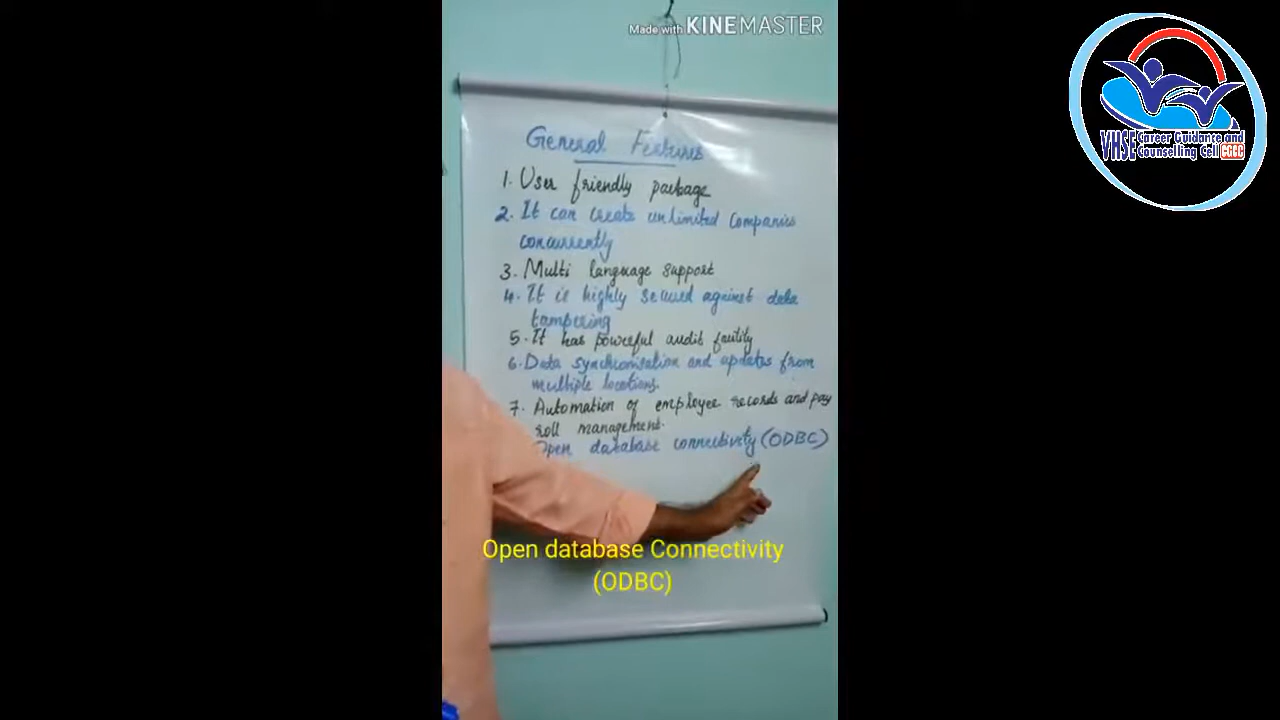 Made with KINEMASTER
VHSE Career Guidance and
Counselling Cell CGCC
General Features
1. User friendly package
2. It can create unlimited Companies
concurrently
3. Multi language support
4. It is highly secured against data
tampering
5. It has powerful audit facility
6. Data synchronisation and updates from
multiple locations.
7. Automation of employee records and pay
roll management.
Open database connectivity (ODBC)
Open database Connectivity
(ODBC)